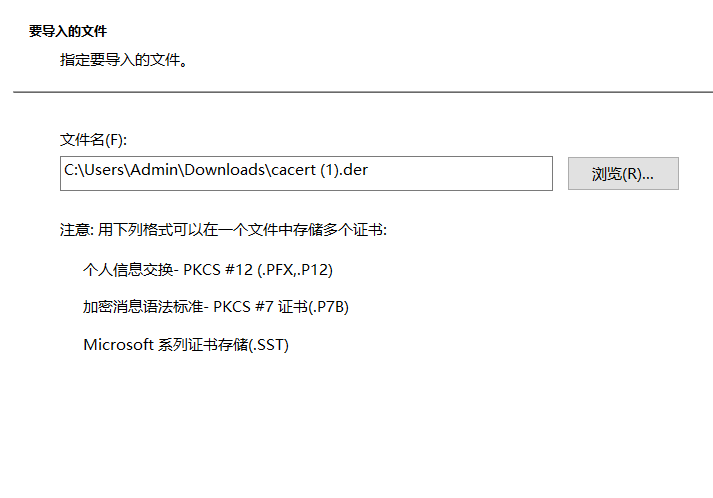 要导入的文件
指定要导入的文件。
文件名(F):
C:\Users\Admin\Downloads\cacert (1).der
浏览(R)...
注意: 用下列格式可以在一个文件中存储多个证书:
个人信息交换- PKCS #12 (.PFX,.P12)
加密消息语法标准- PKCS #7 证书(.P7B)
Microsoft 系列证书存储(.SST)